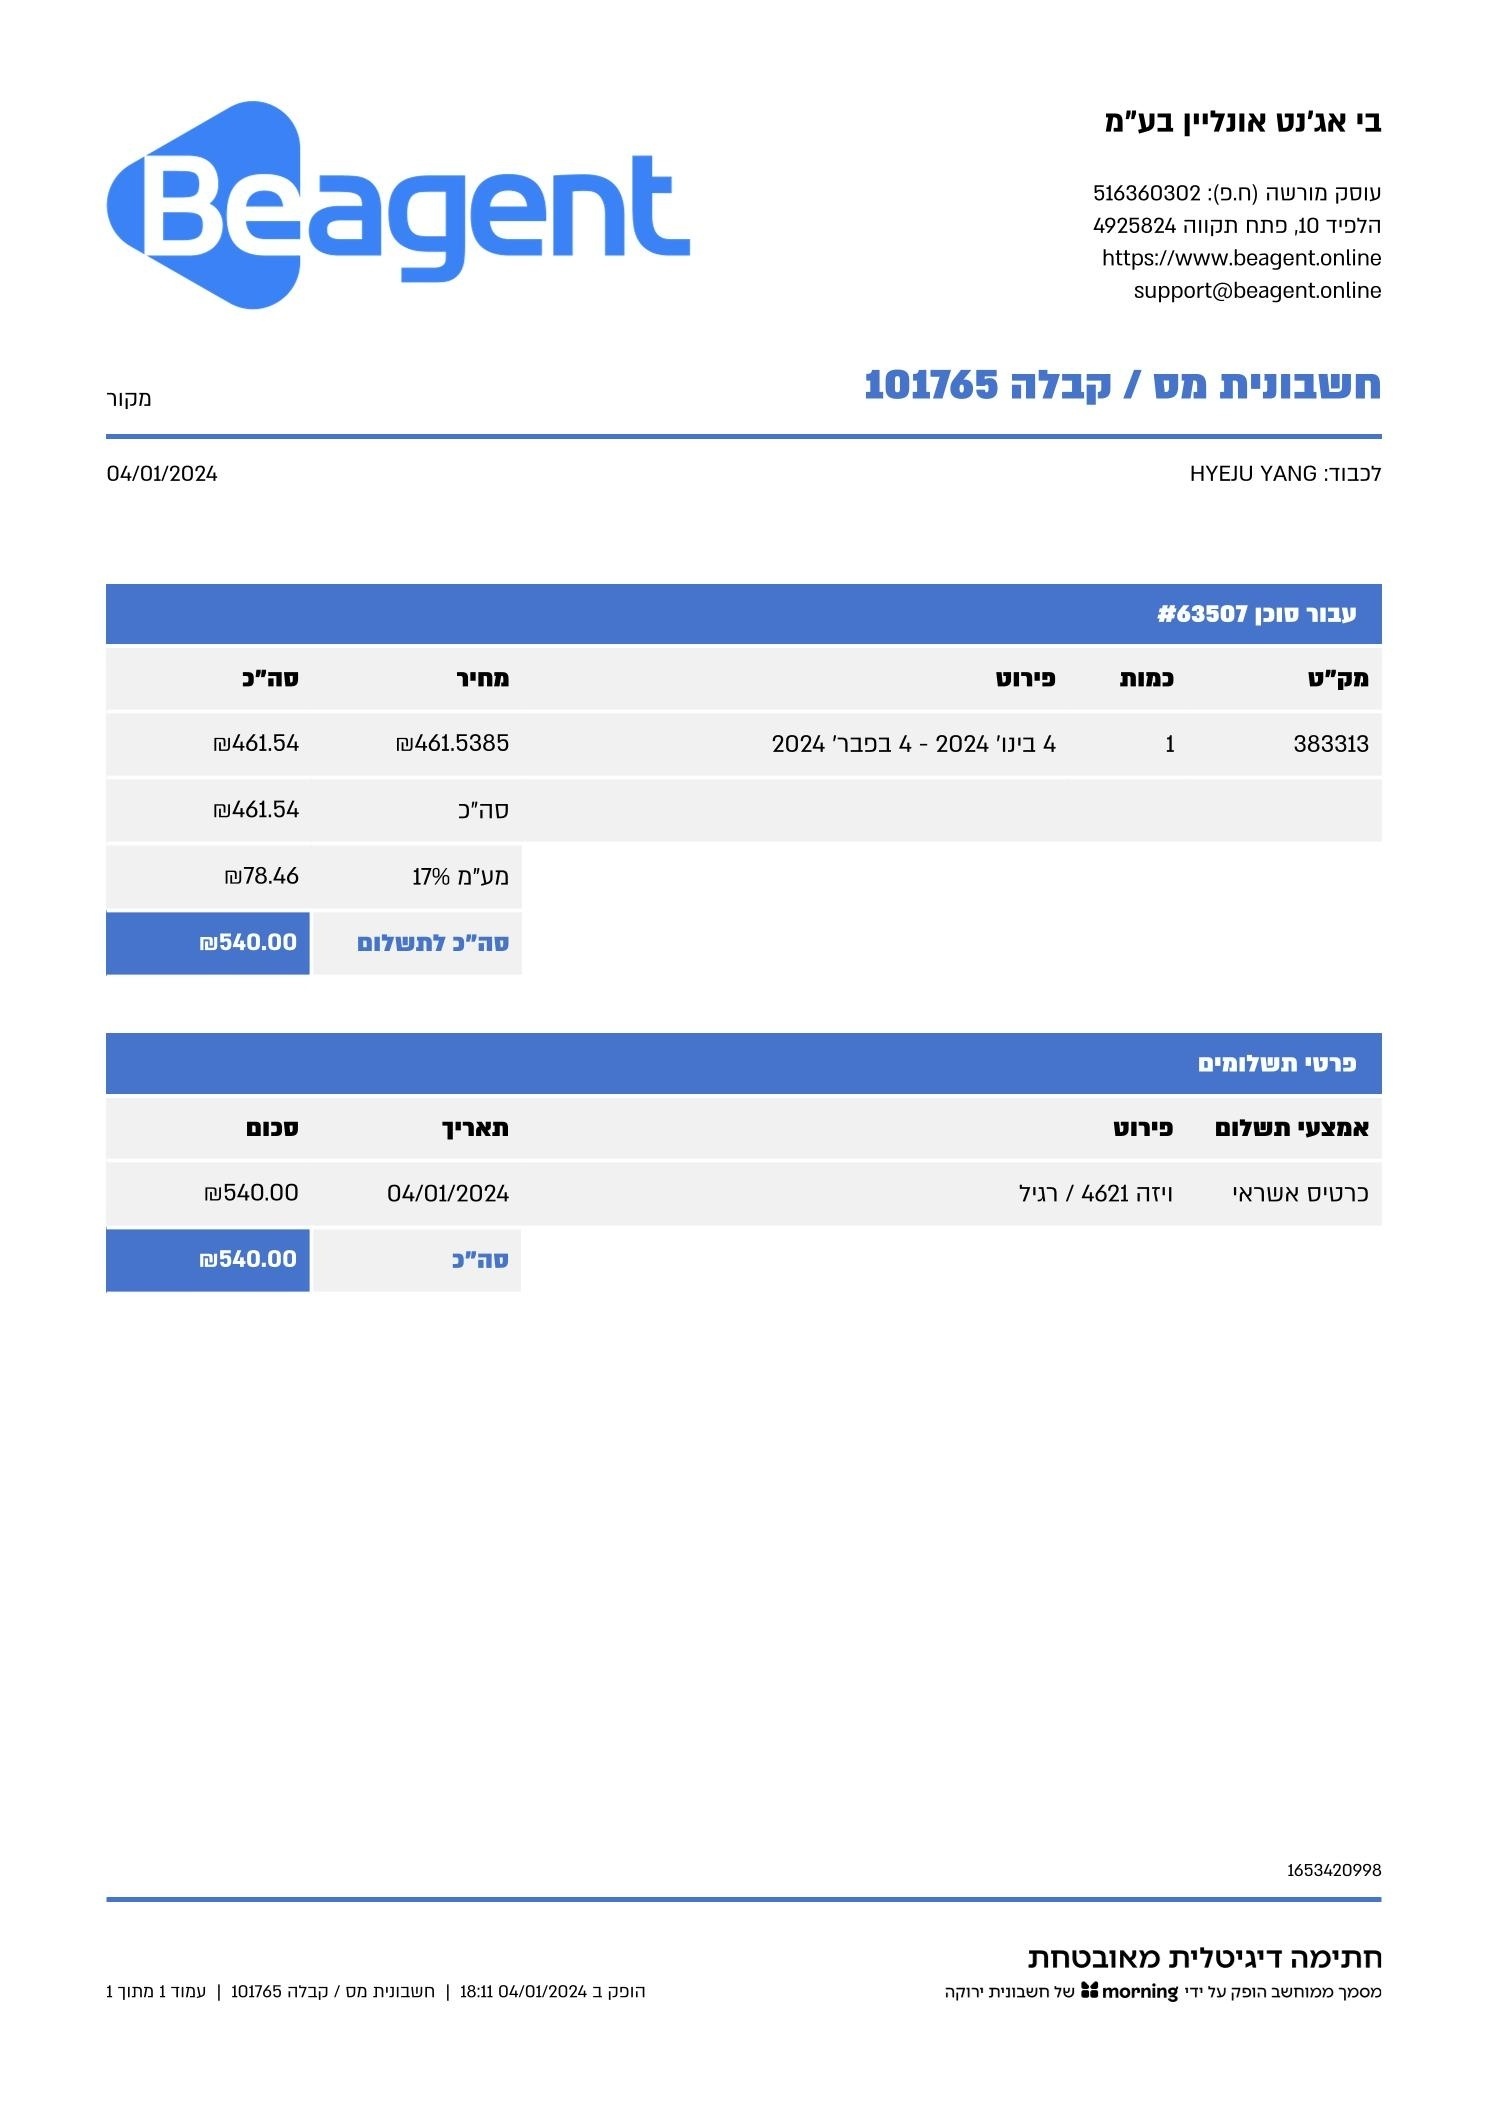 Beagent
בי אג'נט אונליין בע"מ
עוסק מורשה (ח.פ): 516360302
הלפיד 10, פתח תקווה 4925824
https://www.beagent.online
support@beagent.online
חשבונית מס / קבלה 101765
מקור
לכבוד: HYEJU YANG
04/01/2024
עבור סוכן 63507#
מק"ט כמות פירוט מחיר סה"כ
383313 1 4 בינו' 2024 - 4 בפבר' 2024 ₪461.5385 ₪461.54
סה"כ ₪461.54
מע"מ 17% ₪78.46
סה"כ לתשלום ₪540.00
פרטי תשלומים
אמצעי תשלום פירוט תאריך סכום
כרטיס אשראי ויזה 4621 / רגיל 04/01/2024 ₪540.00
סה"כ ₪540.00
1653420998
חתימה דיגיטלית מאובטחת
מסמך ממוחשב הופק על ידי morning של חשבונית ירוקה
הופק ב 04/01/2024 18:11 | חשבונית מס / קבלה 101765 | עמוד 1 מתוך 1